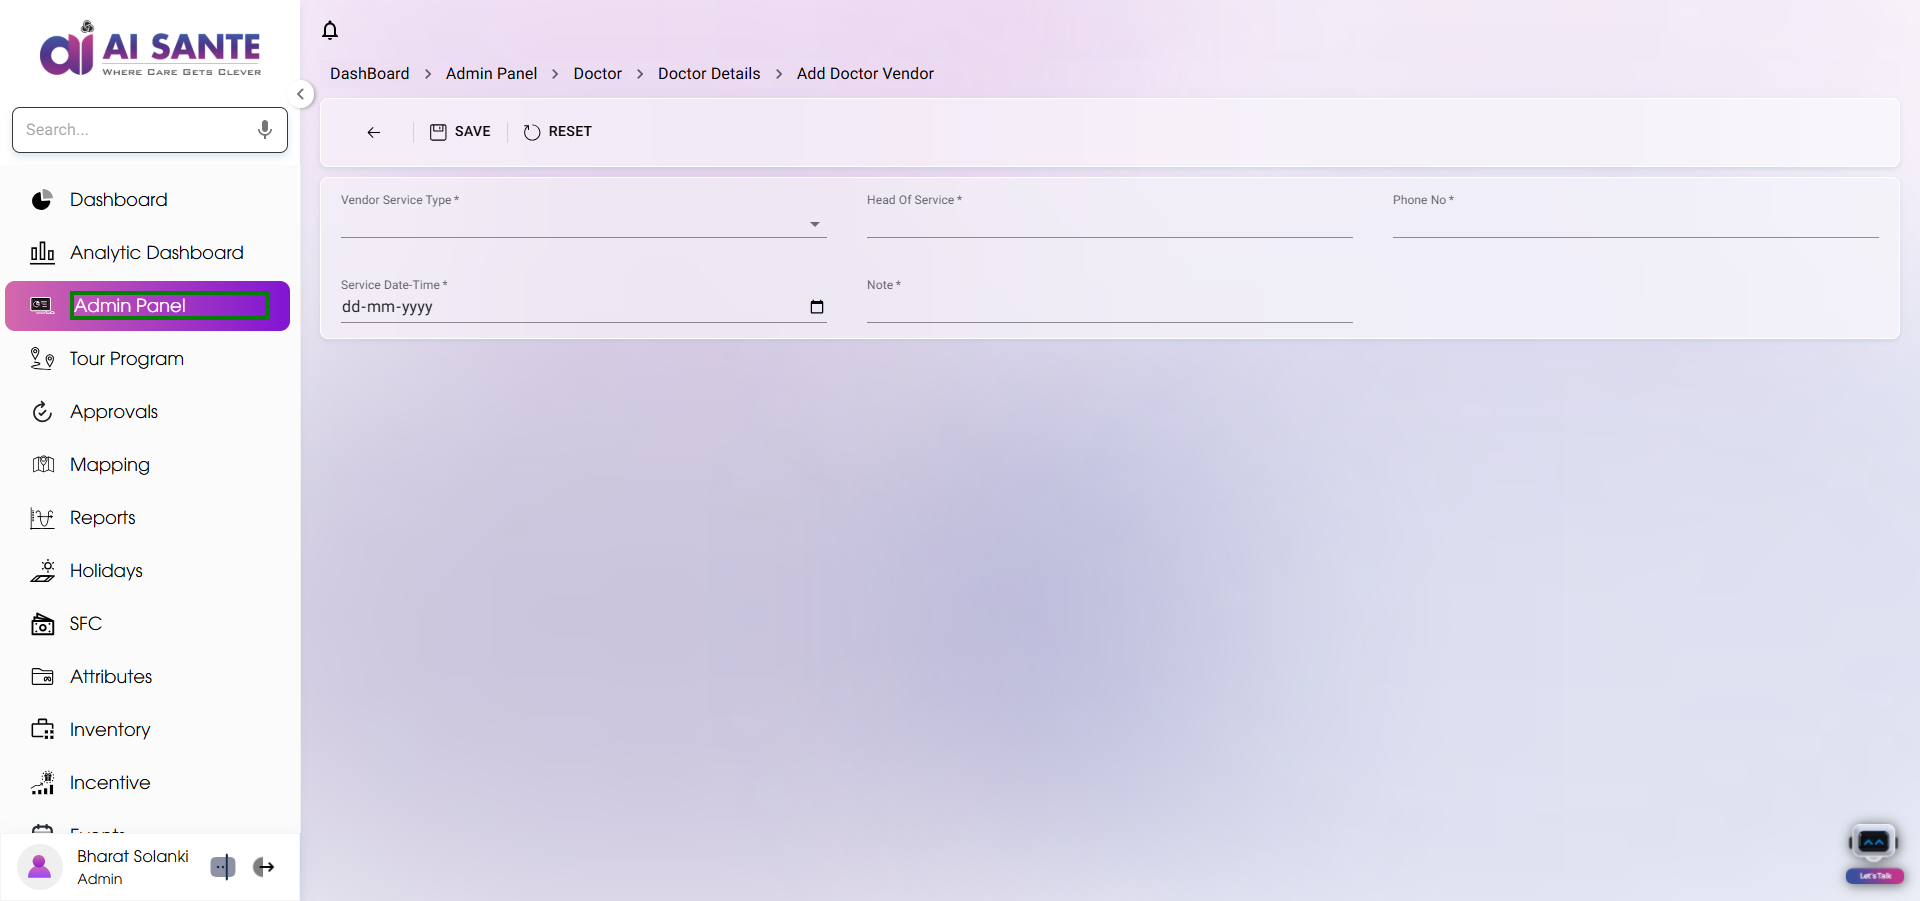 AI SANTE
WHERE CARE GETS CLEVER
Search...
Dashboard
Analytic Dashboard
Admin Panel
Tour Program
Approvals
Mapping
Reports
Holidays
SFC
Attributes
Inventory
Incentive
Events
Bharat Solanki
Admin
DashBoard > Admin Panel > Doctor > Doctor Details > Add Doctor Vendor
SAVE RESET
Vendor Service Type * Head Of Service * Phone No *
Service Date-Time * Note *
dd-mm-yyyy
Let's Talk